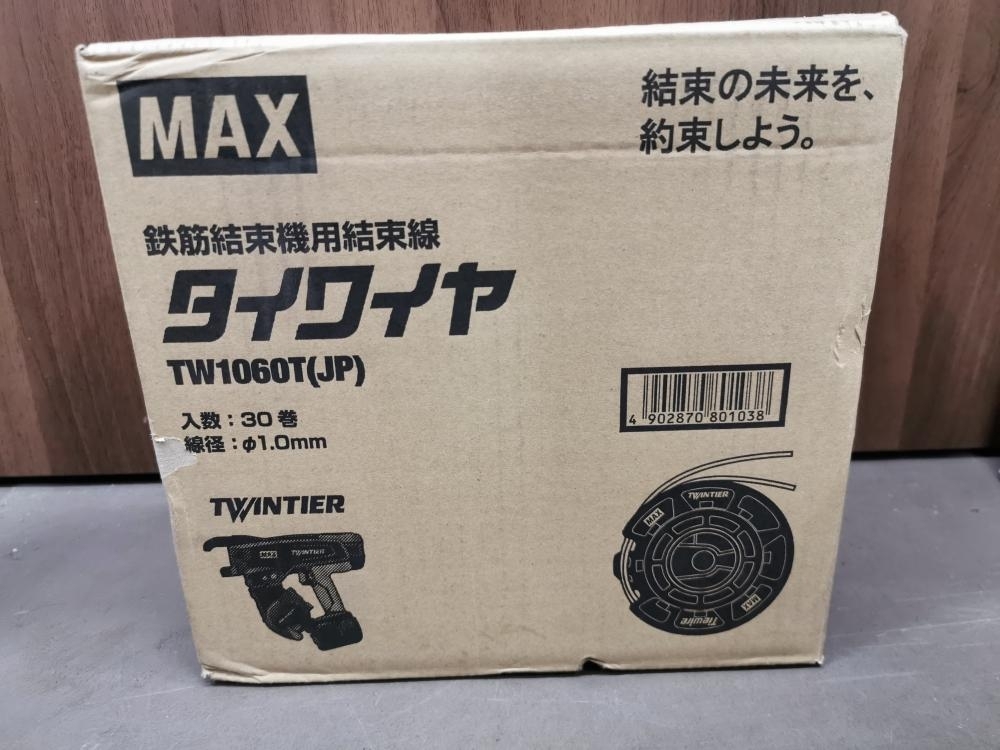 MAX
結束の未来を、
約束しよう。
鉄筋結束機用結束線
タイワイヤ
TW1060T(JP)
入数：30 巻
線径：φ1.0mm
4 902870 801038
TWINTIER
MAX TWINTIER
TWINTIER
MAX
MAX
Tiewire